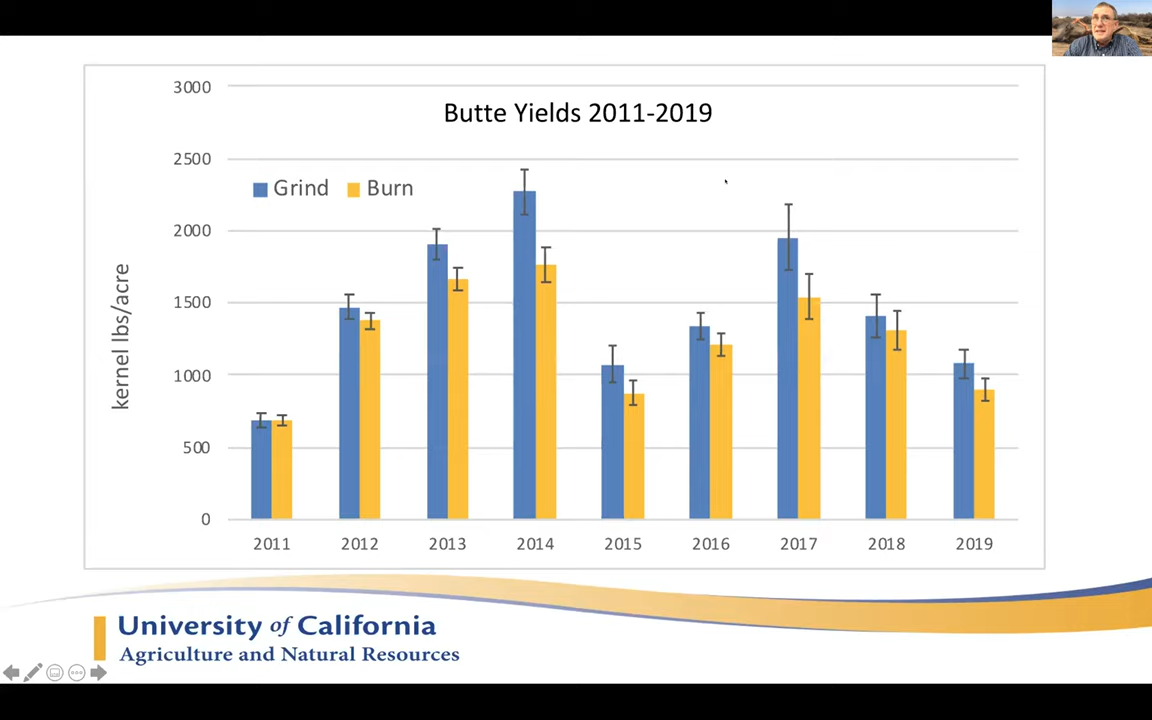 Butte Yields 2011-2019
Grind Burn
kernel lbs/acre
3000
2500
2000
1500
1000
500
0
2011 2012 2013 2014 2015 2016 2017 2018 2019
University of California
Agriculture and Natural Resources